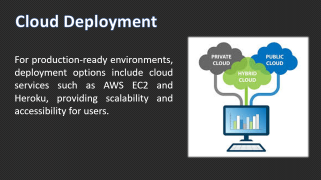 Cloud Deployment
For production-ready environments,
deployment options include cloud
services such as AWS EC2 and
Heroku, providing scalability and
accessibility for users.
PRIVATE
CLOUD
PUBLIC
CLOUD
HYBRID
CLOUD